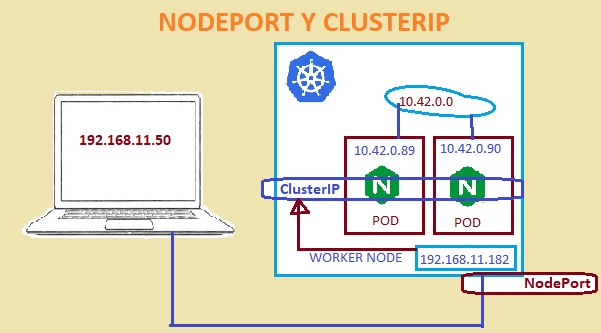 NODEPORT Y CLUSTERIP
192.168.11.50
10.42.0.0
10.42.0.89
10.42.0.90
ClusterIP
N
N
POD
POD
WORKER NODE
192.168.11.182
NodePort